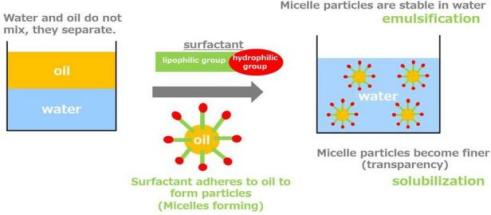 Water and oil do not
mix, they separate.
oil
water
surfactant
lipophilic group
hydrophilic
group
oil
Surfactant adheres to oil to
form particles
(Micelles forming)
Micelle particles are stable in water
emulsification
water
Micelle particles become finer
(transparency)
solubilization